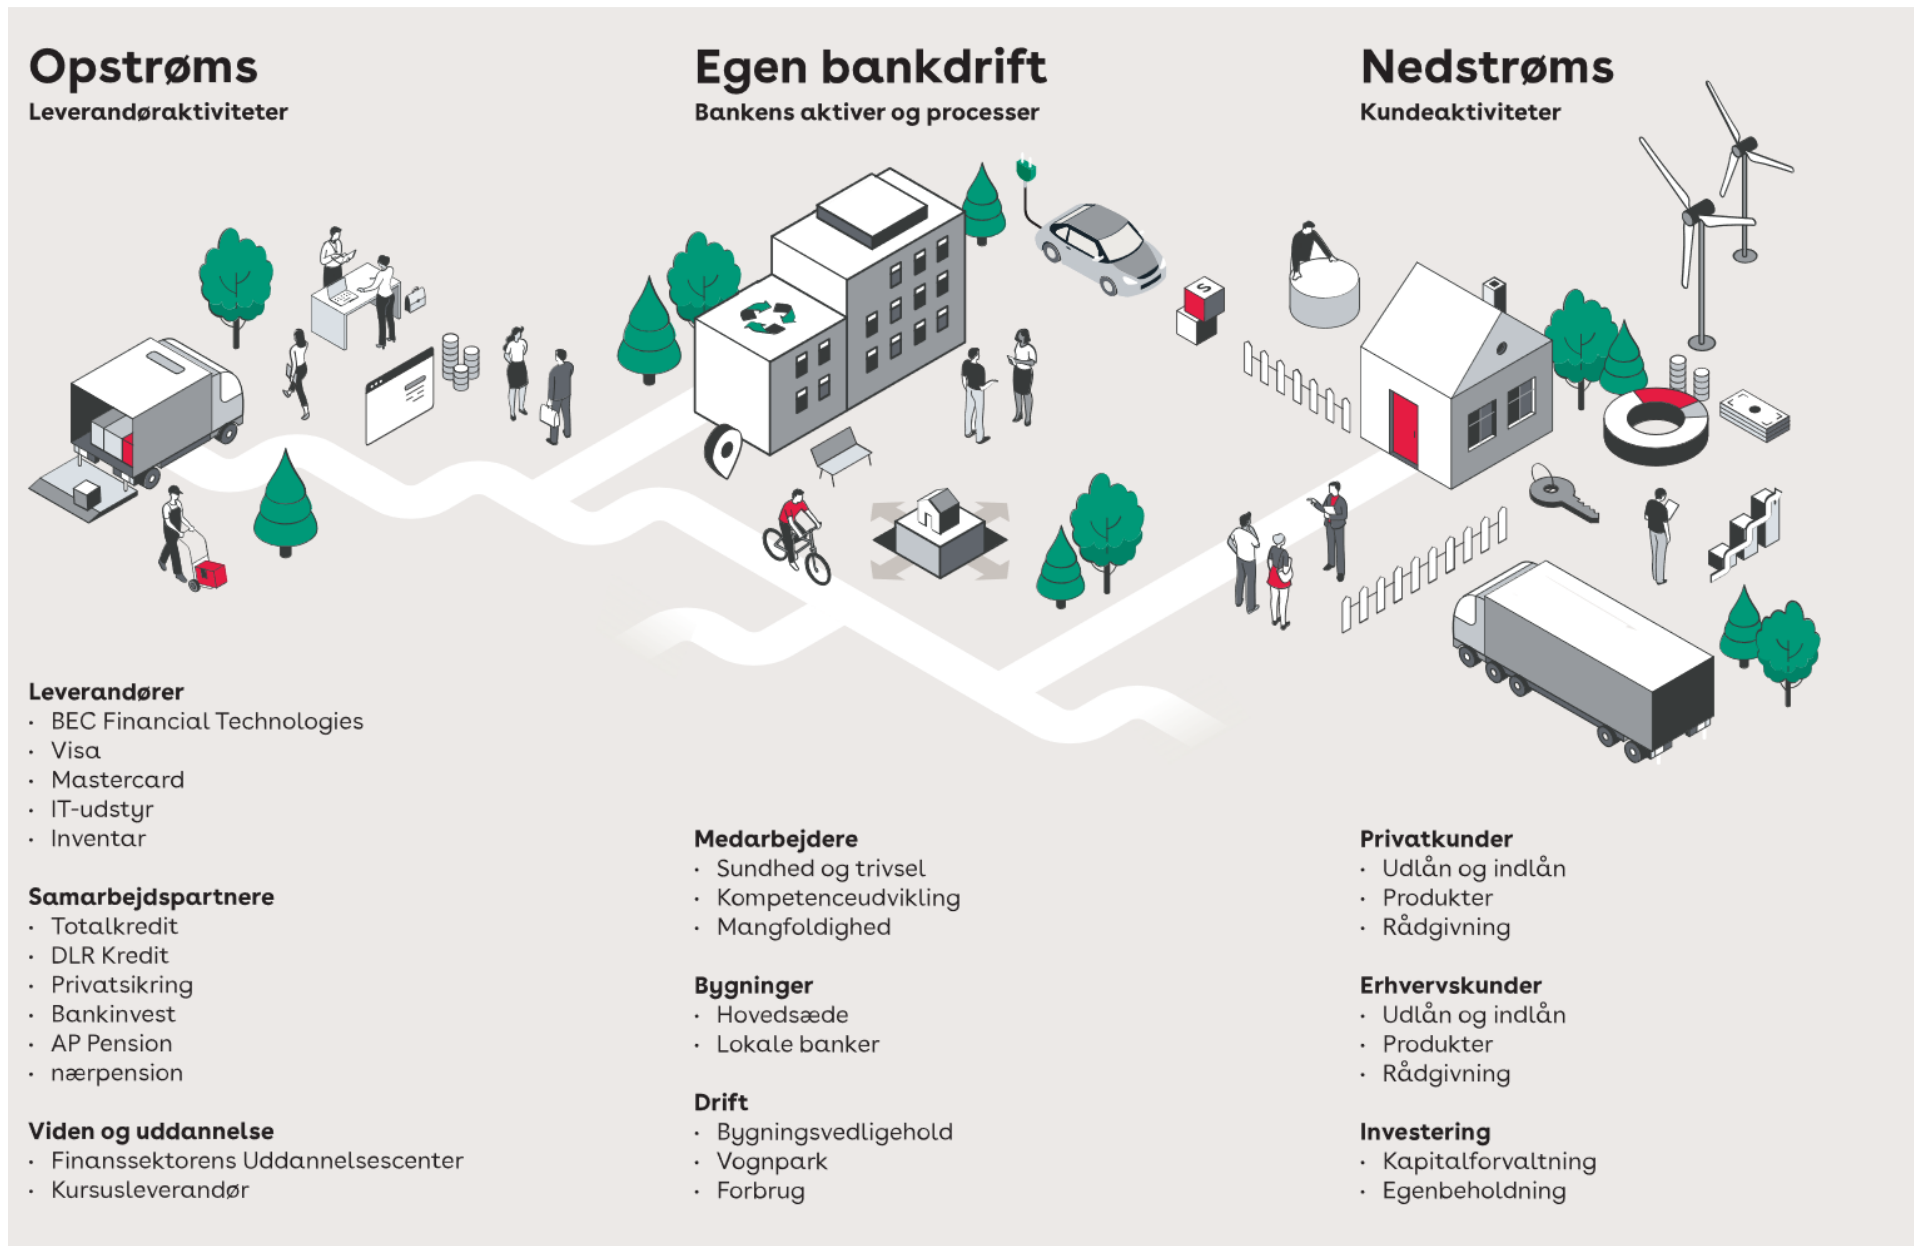 Opstrøms
Leverandøraktiviteter
Leverandører
· BEC Financial Technologies
· Visa
· Mastercard
· IT-udstyr
· Inventar
Samarbejdspartnere
· Totalkredit
· DLR Kredit
· Privatsikring
· Bankinvest
· AP Pension
· nærpension
Viden og uddannelse
· Finanssektorens Uddannelsescenter
· Kursusleverandør
Egen bankdrift
Bankens aktiver og processer
Medarbejdere
· Sundhed og trivsel
· Kompetenceudvikling
· Mangfoldighed
Bygninger
· Hovedsæde
· Lokale banker
Drift
· Bygningsvedligehold
· Vognpark
· Forbrug
Nedstrøms
Kundeaktiviteter
S
Privatkunder
· Udlån og indlån
· Produkter
· Rådgivning
Erhvervskunder
· Udlån og indlån
· Produkter
· Rådgivning
Investering
· Kapitalforvaltning
· Egenbeholdning